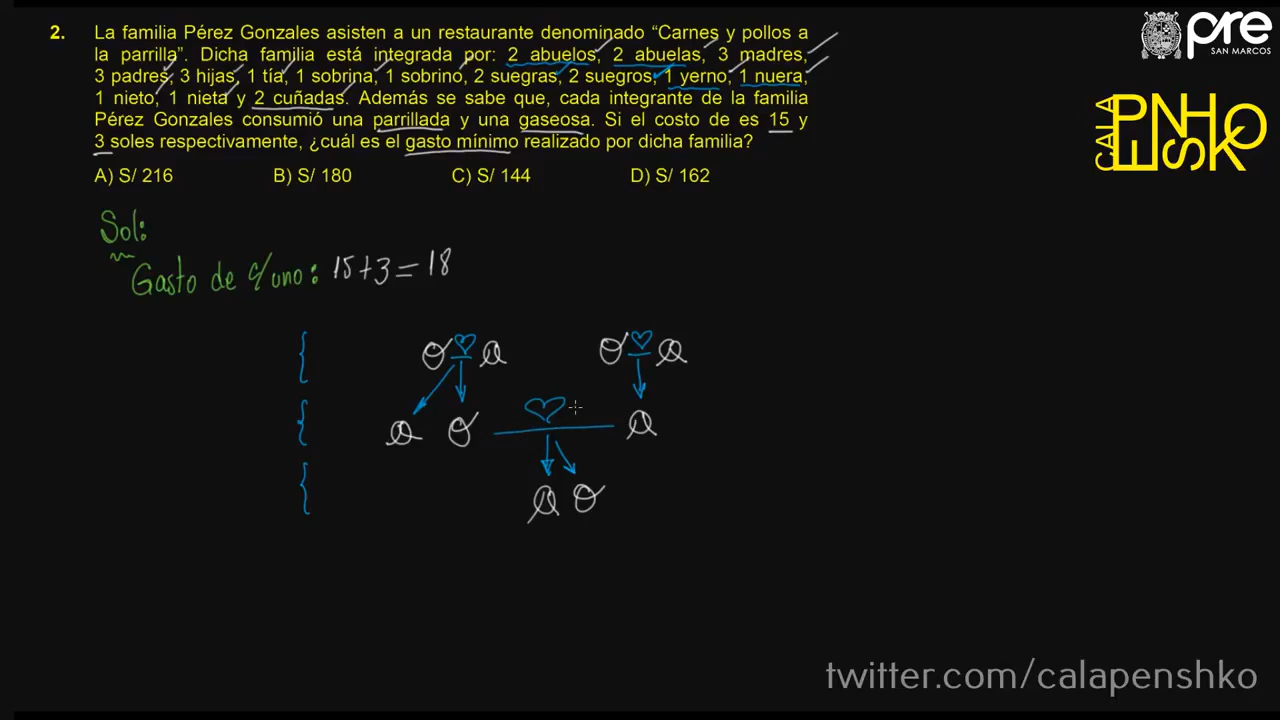 2. La familia Pérez Gonzales asisten a un restaurante denominado “Carnes y pollos a
la parrilla”. Dicha familia está integrada por: 2 abuelos, 2 abuelas, 3 madres,
3 padres, 3 hijas, 1 tía, 1 sobrina, 1 sobrino, 2 suegras, 2 suegros, 1 yerno, 1 nuera,
1 nieto, 1 nieta y 2 cuñadas. Además se sabe que, cada integrante de la familia
Pérez Gonzales consumió una parrillada y una gaseosa. Si el costo de es 15 y
3 soles respectivamente, ¿cuál es el gasto mínimo realizado por dicha familia?
A) S/ 216 B) S/ 180 C) S/ 144 D) S/ 162
Sol:
Gasto de c/uno: 15+3=18
pre
SAN MARCOS
CALA
PENSHKO
twitter.com/calapenshko